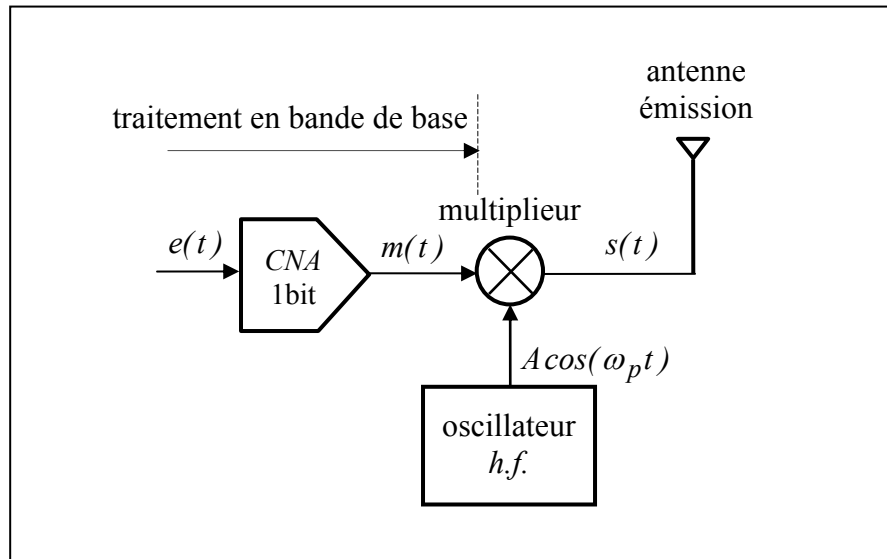 antenne
émission
traitement en bande de base
multiplieur
e(t)
CNA
1bit
m(t)
s(t)
Acos(ω_p t)
oscillateur
h.f.